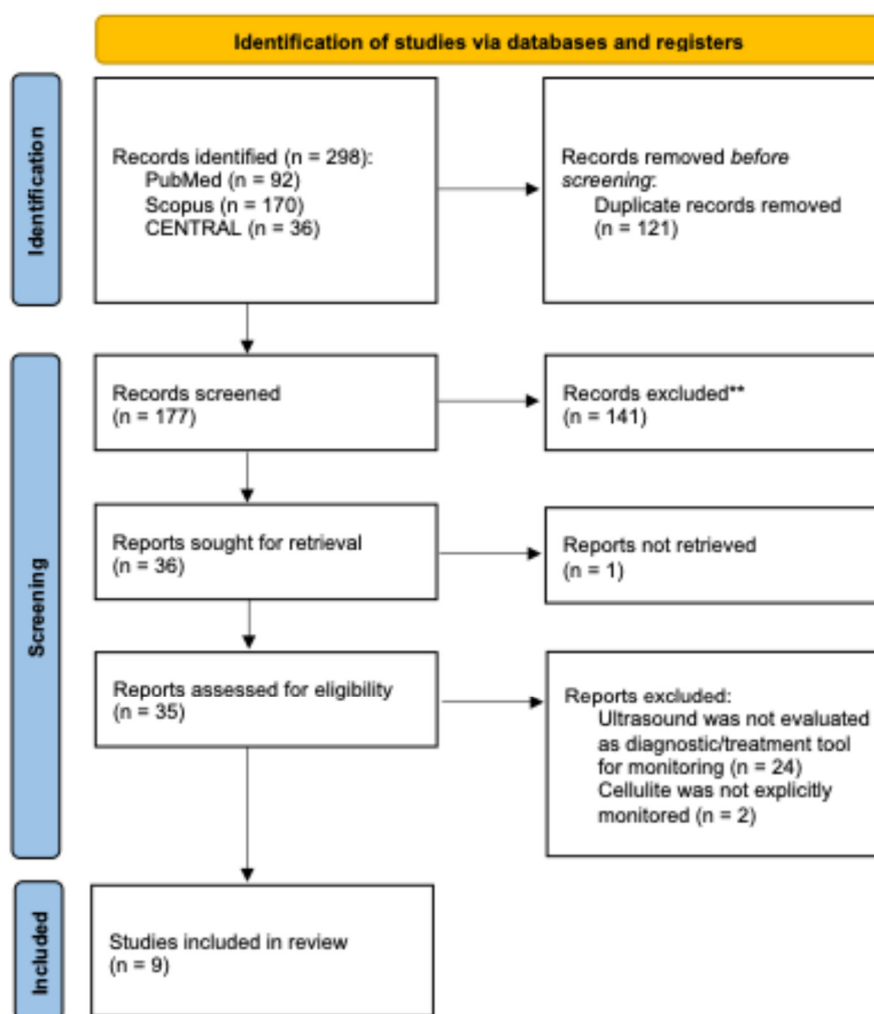 Identification of studies via databases and registers
Identification
Records identified (n = 298):
PubMed (n = 92)
Scopus (n = 170)
CENTRAL (n = 36)
Records removed before
screening:
Duplicate records removed
(n = 121)
Screening
Records screened
(n = 177)
Records excluded**
(n = 141)
Reports sought for retrieval
(n = 36)
Reports not retrieved
(n = 1)
Reports assessed for eligibility
(n = 35)
Reports excluded:
Ultrasound was not evaluated
as diagnostic/treatment tool
for monitoring (n = 24)
Cellulite was not explicitly
monitored (n = 2)
Included
Studies included in review
(n = 9)